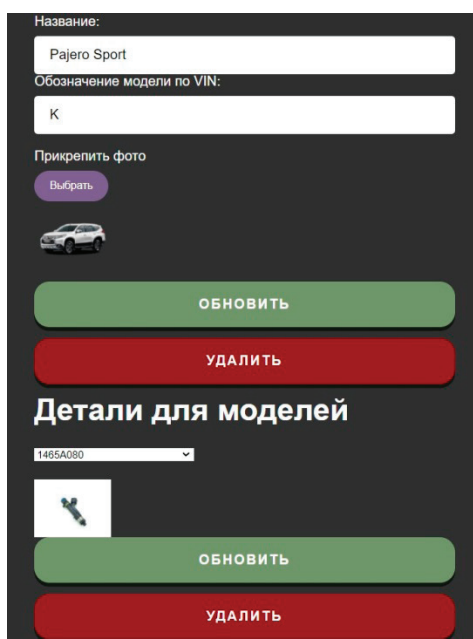 Название:
Pajero Sport
Обозначение модели по VIN:
K
Прикрепить фото
Выбрать
ОБНОВИТЬ
УДАЛИТЬ
Детали для моделей
1465A080
ОБНОВИТЬ
УДАЛИТЬ